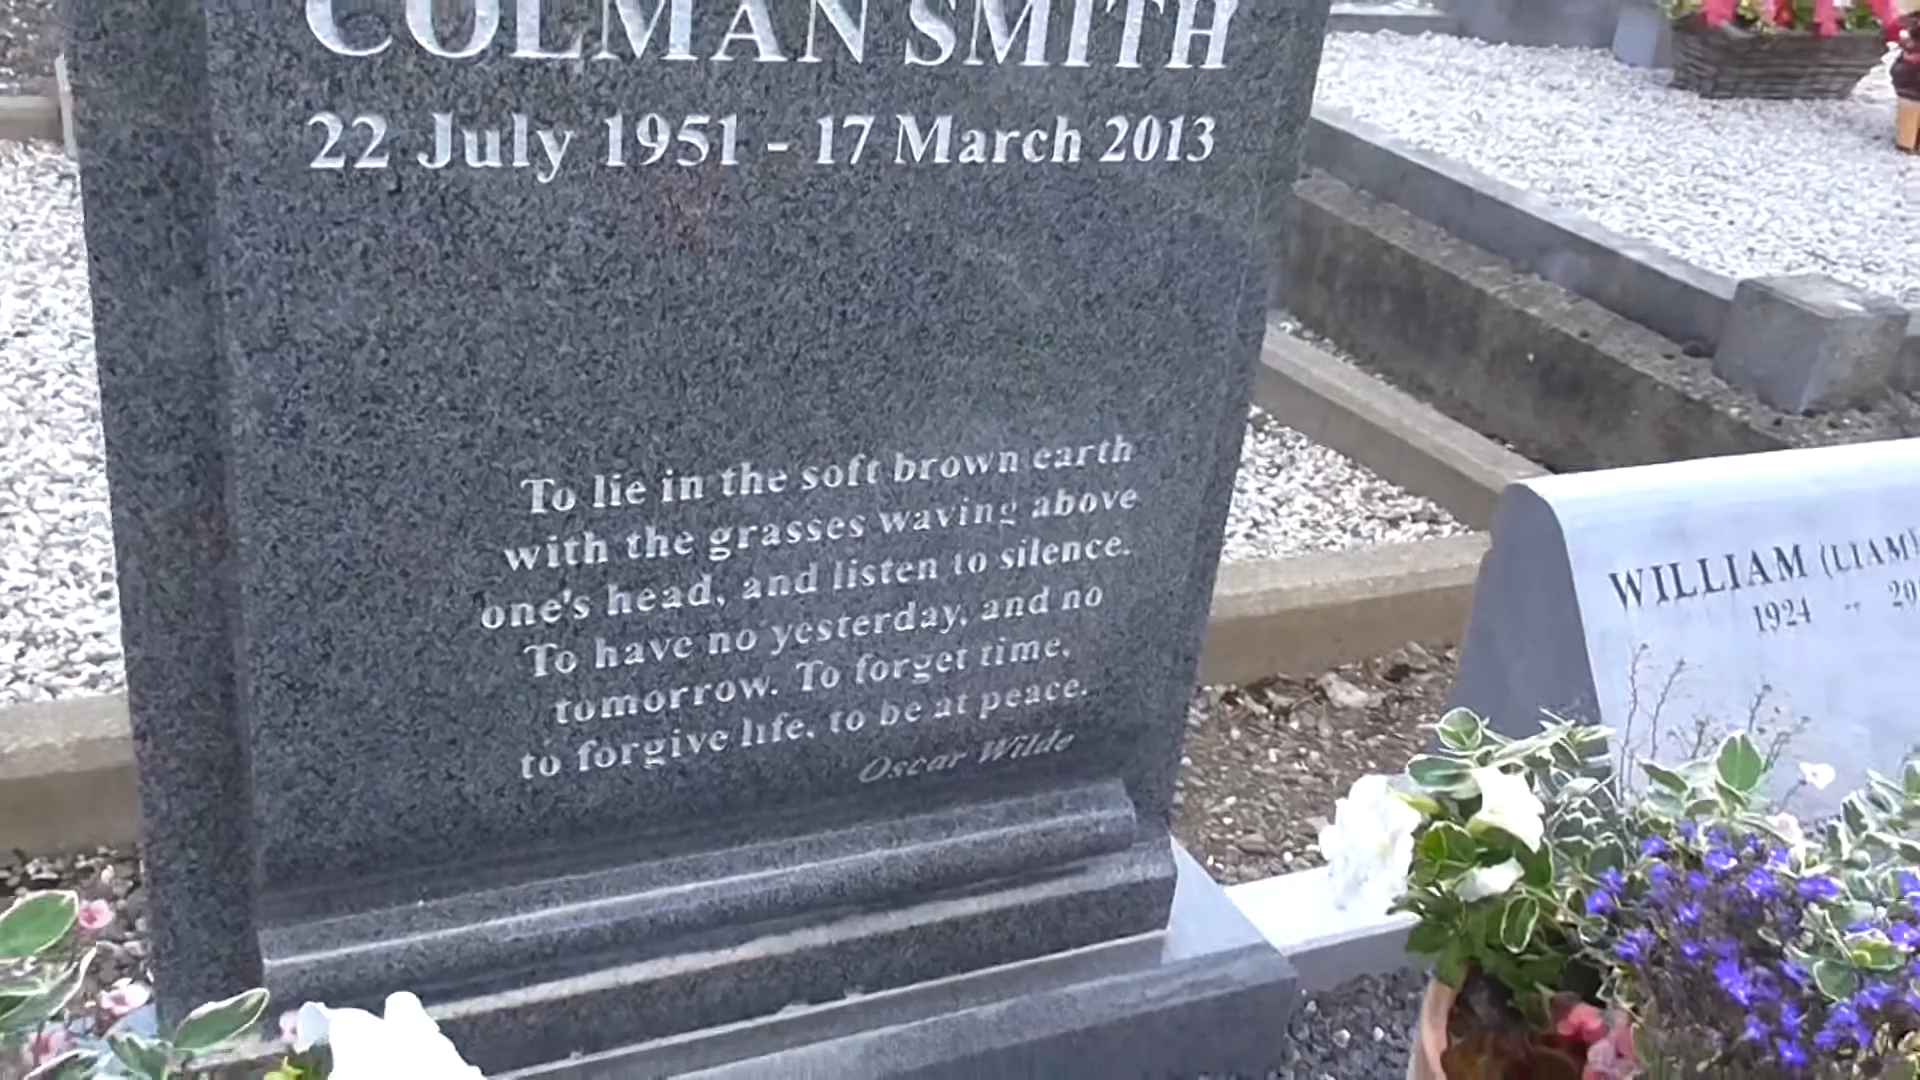 COLMAN SMITH
22 July 1951 - 17 March 2013
To lie in the soft brown earth
with the grasses waving above
one's head, and listen to silence.
To have no yesterday, and no
tomorrow. To forget time,
to forgive life, to be at peace.
Oscar Wilde
WILLIAM (LIAM)
1924 - 20